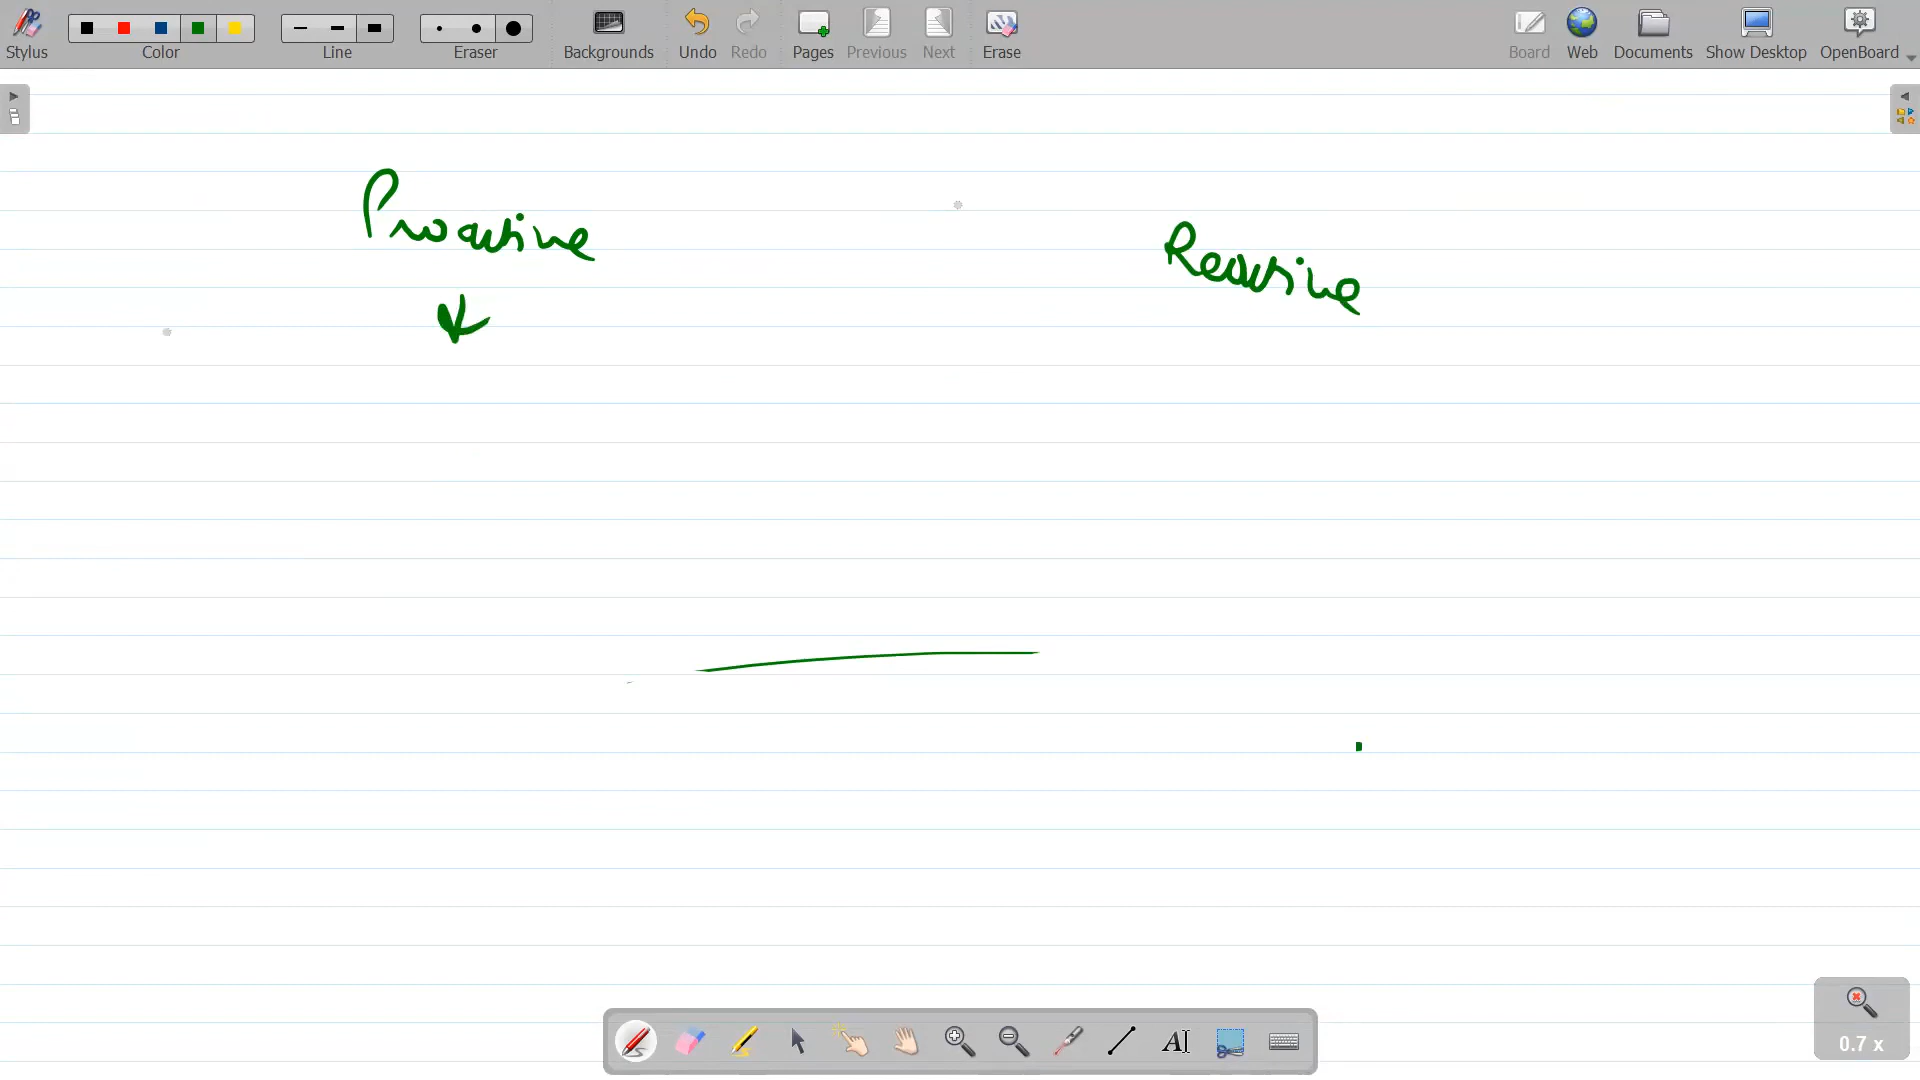 Stylus Color Line Eraser Backgrounds Undo Redo Pages Previous Next Erase Board Web Documents Show Desktop OpenBoard
Proactive
Reactive
0.7 x